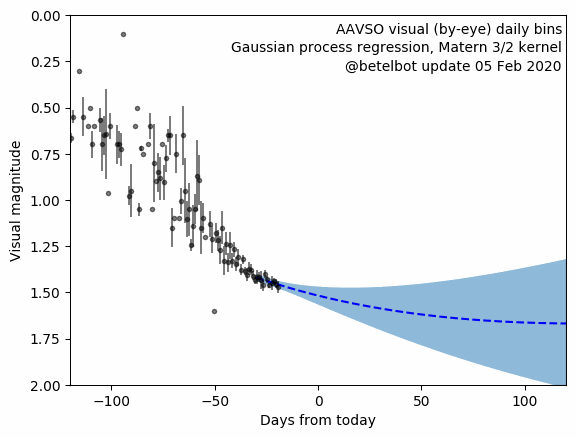 AAVSO visual (by-eye) daily bins
Gaussian process regression, Matern 3/2 kernel
@betelbot update 05 Feb 2020
Visual magnitude
0.00
0.25
0.50
0.75
1.00
1.25
1.50
1.75
2.00
−100
−50
0
50
100
Days from today